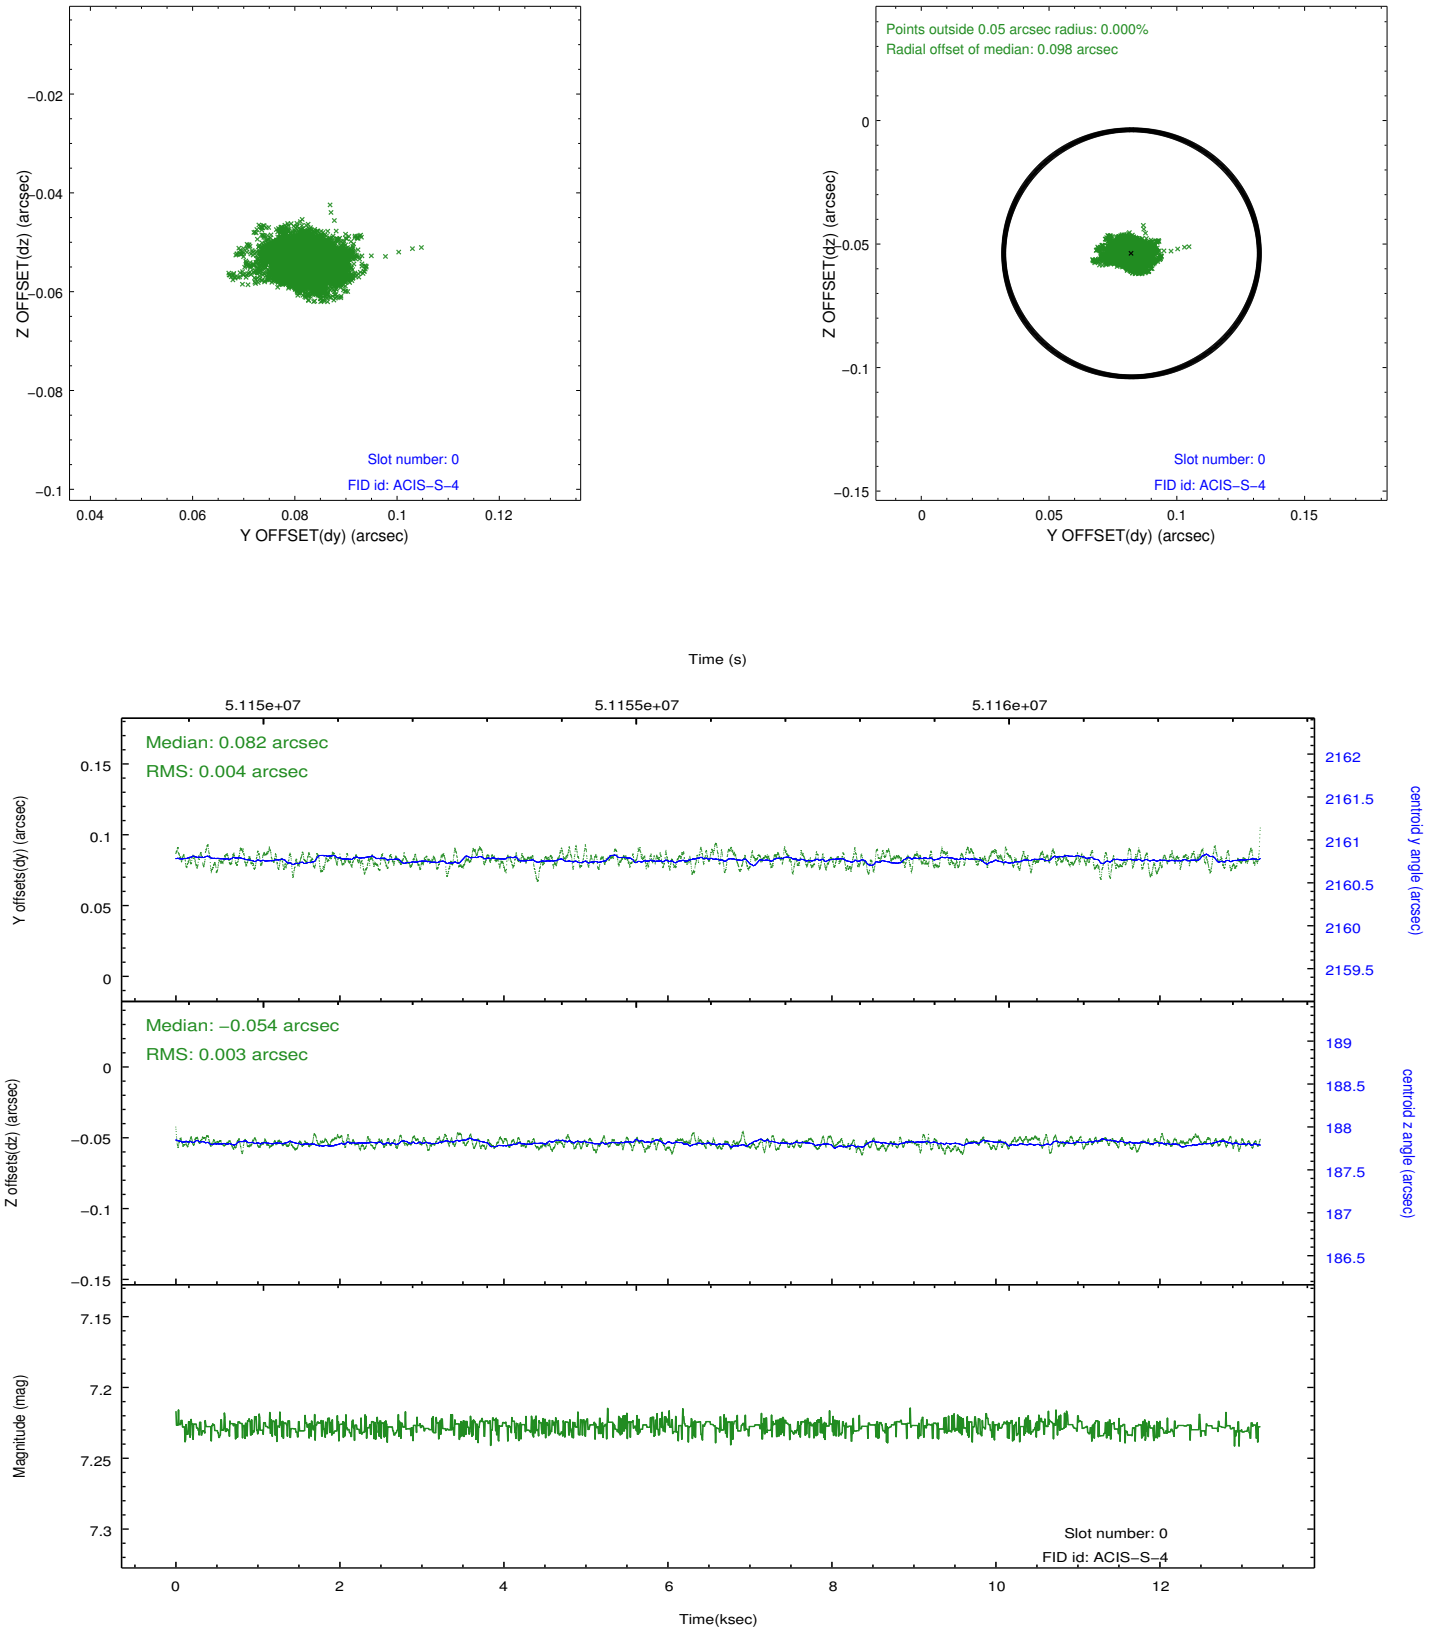 −0.02
−0.04
−0.06
−0.08
−0.1
Z OFFSET(dz) (arcsec)
Slot number: 0
FID id: ACIS−S−4
0.04
0.06
0.08
0.1
0.12
Y OFFSET(dy) (arcsec)
Points outside 0.05 arcsec radius: 0.000%
Radial offset of median: 0.098 arcsec
0
−0.05
−0.1
−0.15
Z OFFSET(dz) (arcsec)
Slot number: 0
FID id: ACIS−S−4
0
0.05
0.1
0.15
Y OFFSET(dy) (arcsec)
Time (s)
5.115e+07
5.1155e+07
5.116e+07
Median: 0.082 arcsec
RMS: 0.004 arcsec
0.15
0.1
0.05
0
Y offsets(dy) (arcsec)
2162
2161.5
2161
2160.5
2160
2159.5
centroid y angle (arcsec)
Median: −0.054 arcsec
RMS: 0.003 arcsec
0
−0.05
−0.1
−0.15
Z offsets(dz) (arcsec)
189
188.5
188
187.5
187
186.5
centroid z angle (arcsec)
7.15
7.2
7.25
7.3
Magnitude (mag)
Slot number: 0
FID id: ACIS−S−4
0
2
4
6
8
10
12
Time(ksec)